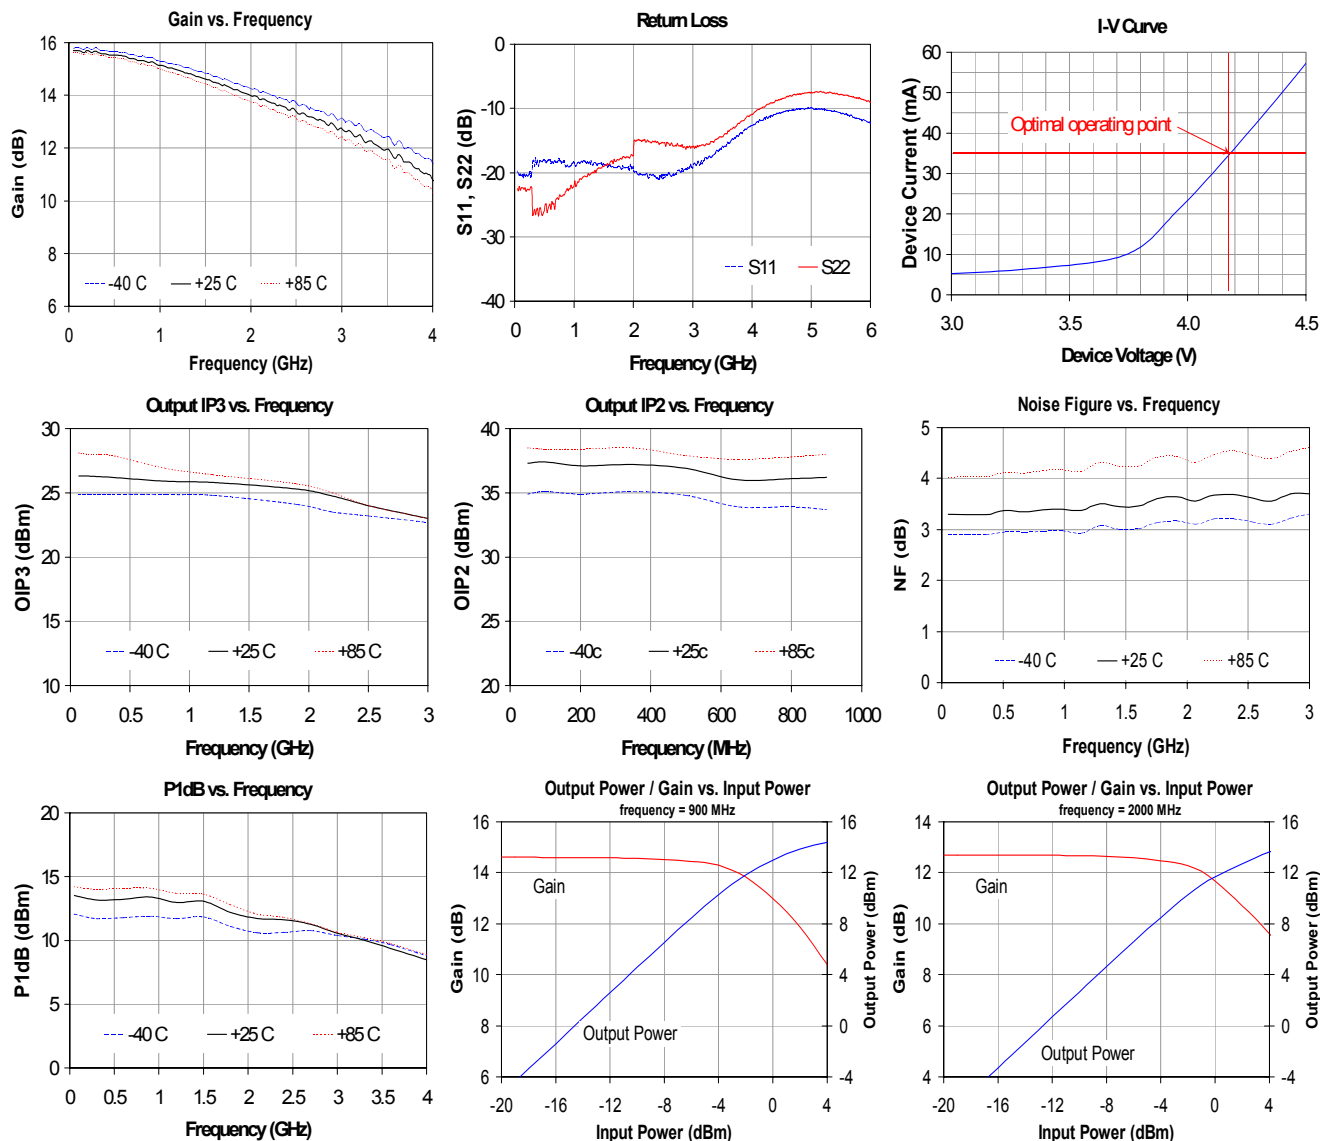 Gain vs. Frequency
16
14
12
10
8
6
Gain (dB)
-40 C +25 C +85 C
0 1 2 3 4
Frequency (GHz)
Return Loss
0
-10
-20
-30
-40
S11, S22 (dB)
S11 S22
0 1 2 3 4 5 6
Frequency (GHz)
I-V Curve
60
50
40
30
20
10
0
Device Current (mA)
Optimal operating point
3.0 3.5 4.0 4.5
Device Voltage (V)
Output IP3 vs. Frequency
30
25
20
15
10
OIP3 (dBm)
-40 C +25 C +85 C
0 0.5 1 1.5 2 2.5 3
Frequency (GHz)
Output IP2 vs. Frequency
40
35
30
25
20
OIP2 (dBm)
-40c +25c +85c
0 200 400 600 800 1000
Frequency (MHz)
Noise Figure vs. Frequency
5
4
3
2
1
0
NF (dB)
-40 C +25 C +85 C
0 0.5 1 1.5 2 2.5 3
Frequency (GHz)
P1dB vs. Frequency
20
15
10
5
0
P1dB (dBm)
-40 C +25 C +85 C
0 0.5 1 1.5 2 2.5 3 3.5 4
Frequency (GHz)
Output Power / Gain vs. Input Power
frequency = 900 MHz
16
14
12
10
8
6
Gain (dB)
Gain
Output Power
16
12
8
4
0
-4
Output Power (dBm)
-20 -16 -12 -8 -4 0 4
Input Power (dBm)
Output Power / Gain vs. Input Power
frequency = 2000 MHz
14
12
10
8
6
4
Gain (dB)
Gain
Output Power
16
12
8
4
0
-4
Output Power (dBm)
-20 -16 -12 -8 -4 0 4
Input Power (dBm)